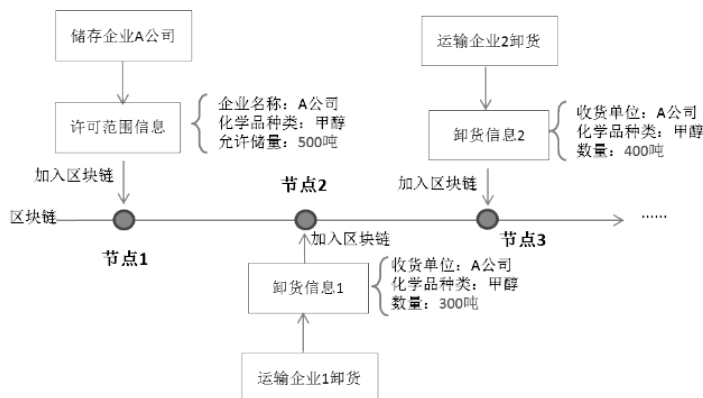 储存企业A公司
许可范围信息
企业名称：A公司
化学品种类：甲醇
允许储量：500吨
加入区块链
运输企业2卸货
卸货信息2
收货单位：A公司
化学品种类：甲醇
数量：400吨
加入区块链
节点2
区块链
......
节点1
节点3
加入区块链
卸货信息1
收货单位：A公司
化学品种类：甲醇
数量：300吨
运输企业1卸货